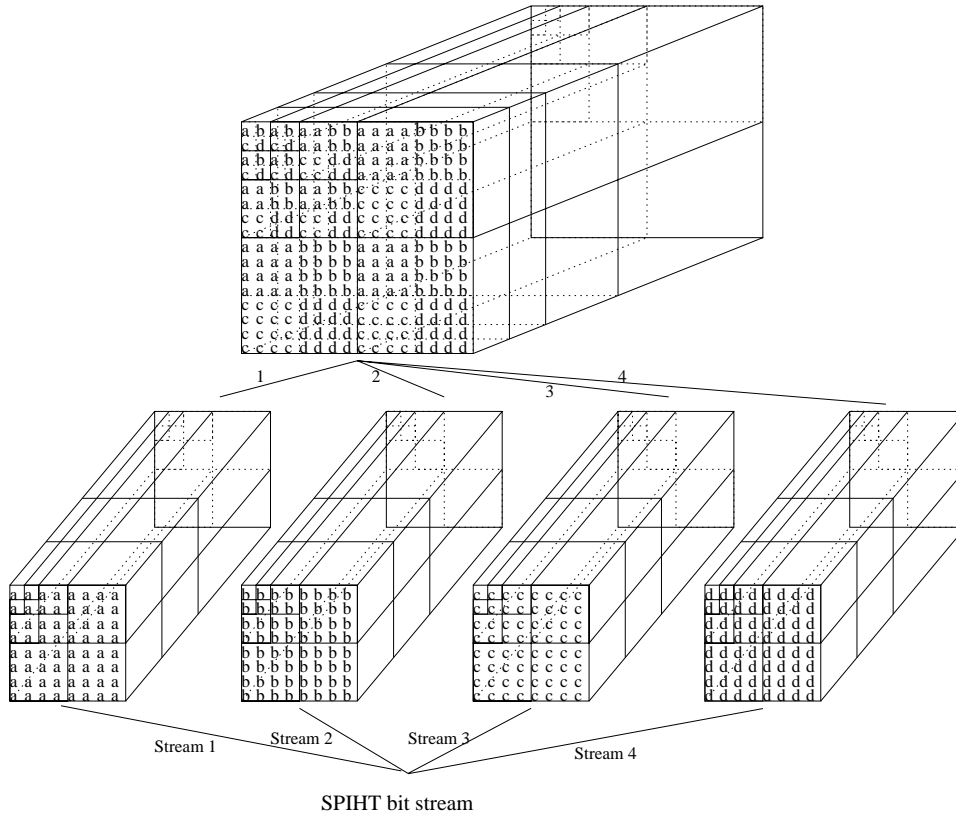 a b a b a a b b a a a a b b b b
c d c d a a b b a a a a b b b b
a b a b c c d d a a a a b b b b
c d c d c c d d a a a a b b b b
a a b b a a b b c c c c d d d d
a a b b a a b b c c c c d d d d
c c d d c c d d c c c c d d d d
c c d d c c d d c c c c d d d d
a a a a b b b b a a a a b b b b
a a a a b b b b a a a a b b b b
a a a a b b b b a a a a b b b b
a a a a b b b b a a a a b b b b
c c c c d d d d c c c c d d d d
c c c c d d d d c c c c d d d d
c c c c d d d d c c c c d d d d
c c c c d d d d c c c c d d d d
1
2
3
4
a a a a a a a a
a a a a a a a a
a a a a a a a a
a a a a a a a a
a a a a a a a a
a a a a a a a a
a a a a a a a a
a a a a a a a a
b b b b b b b b
b b b b b b b b
b b b b b b b b
b b b b b b b b
b b b b b b b b
b b b b b b b b
b b b b b b b b
b b b b b b b b
c c c c c c c c
c c c c c c c c
c c c c c c c c
c c c c c c c c
c c c c c c c c
c c c c c c c c
c c c c c c c c
c c c c c c c c
d d d d d d d d
d d d d d d d d
d d d d d d d d
d d d d d d d d
d d d d d d d d
d d d d d d d d
d d d d d d d d
d d d d d d d d
Stream 1
Stream 2
Stream 3
Stream 4
SPIHT bit stream